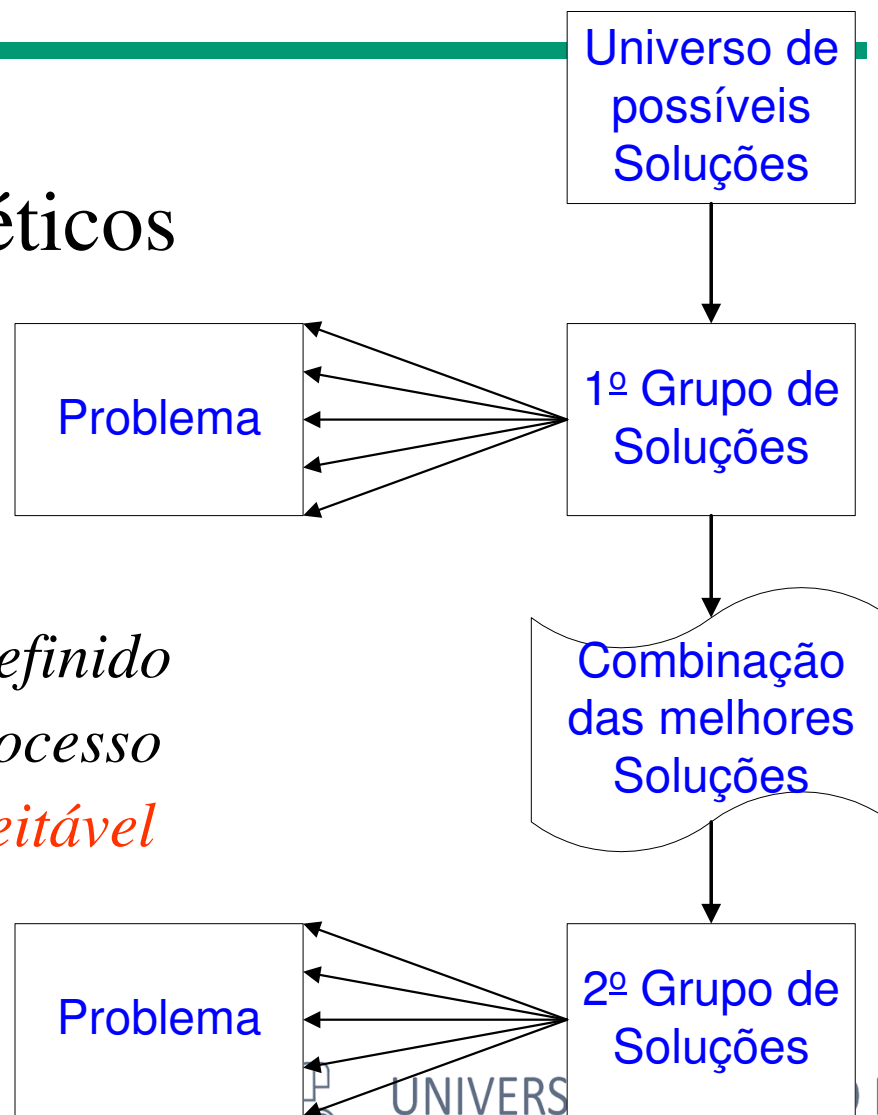 Universo de
possíveis
Soluções
éticos
Problema
1º Grupo de
Soluções
efinido
ocesso
eitável
Combinação
das melhores
Soluções
Problema
2º Grupo de
Soluções
UNIVERS